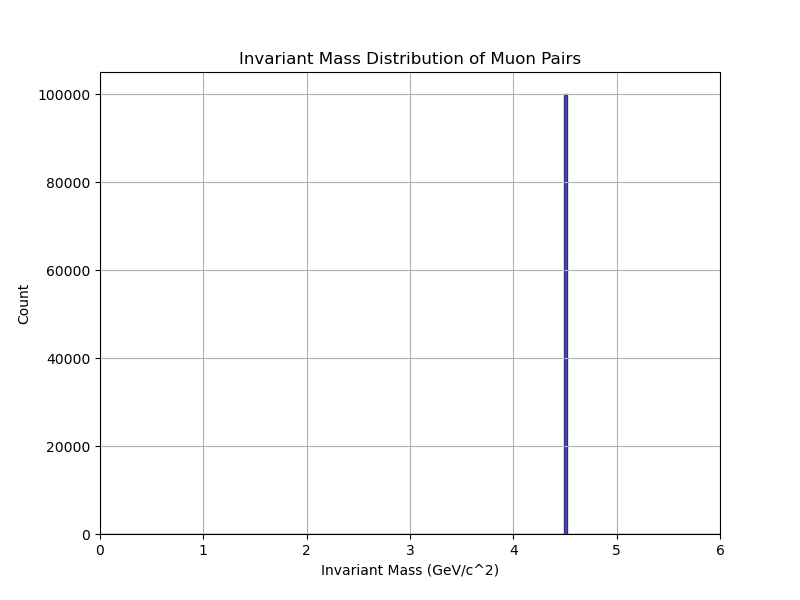 Invariant Mass Distribution of Muon Pairs
100000
80000
60000
40000
20000
0
Count
0 1 2 3 4 5 6
Invariant Mass (GeV/c^2)